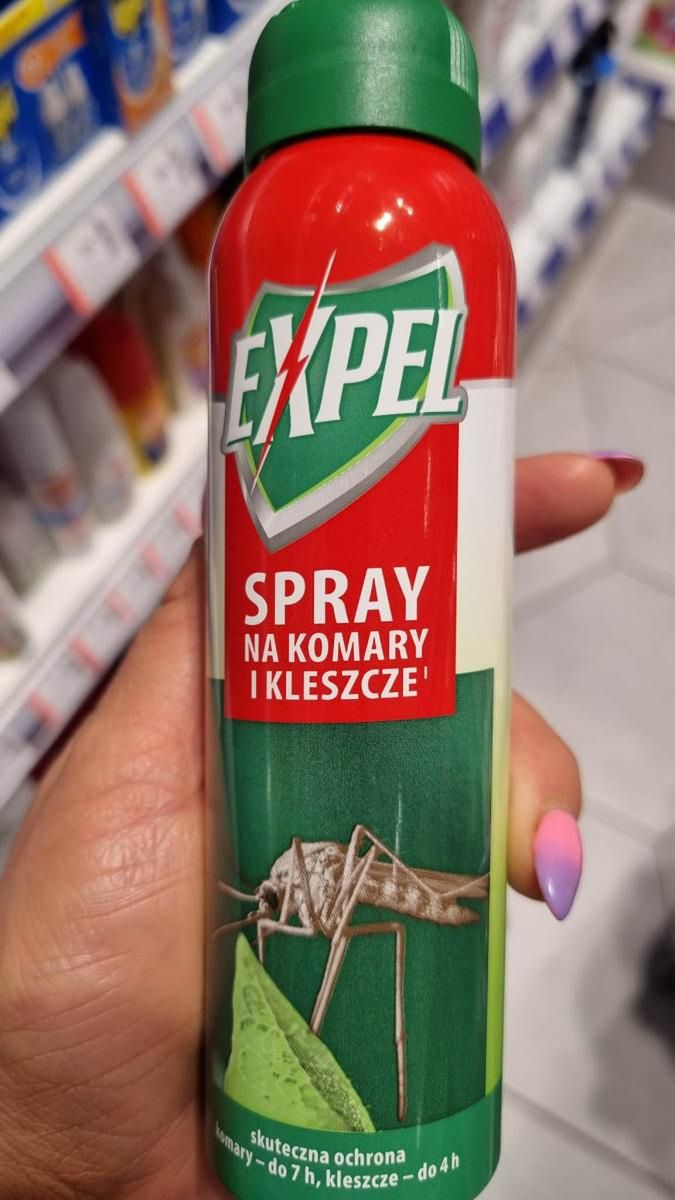 EXPEL
SPRAY
NA KOMARY
I KLESZCZE¹
skuteczna ochrona
komary – do 7 h, kleszcze – do 4 h